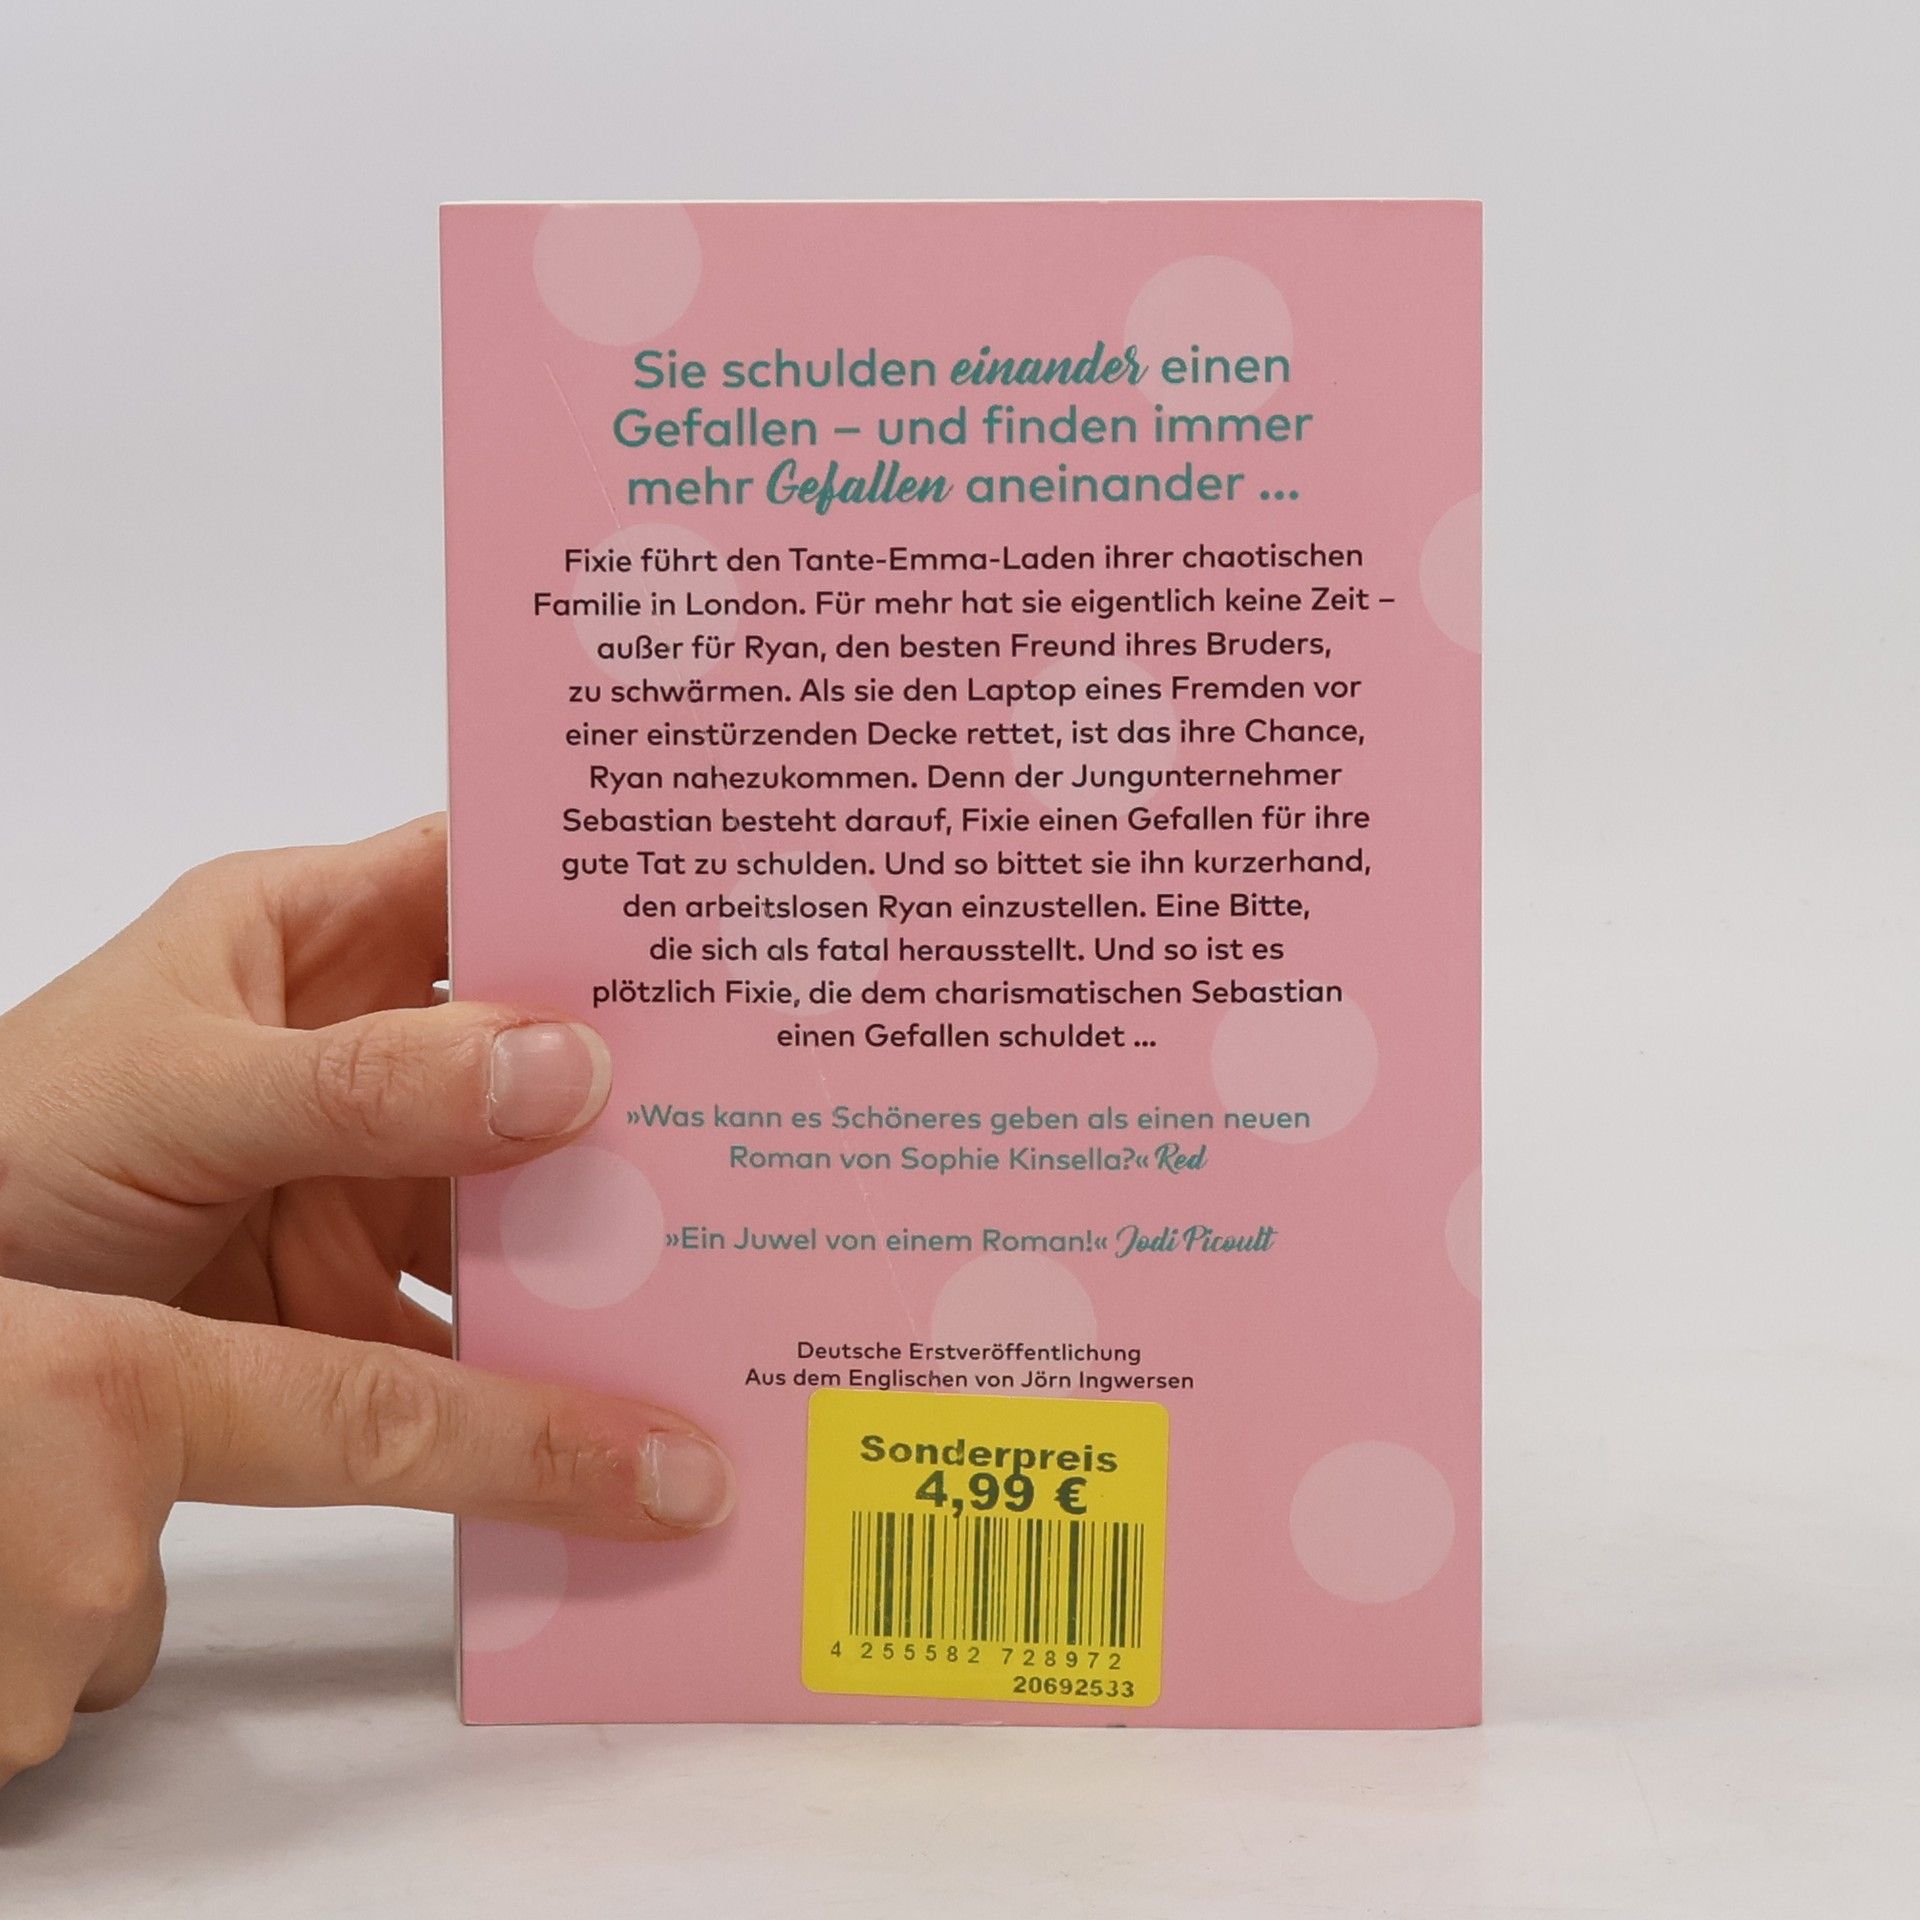 Sie schulden einander einen
Gefallen – und finden immer
mehr Gefallen aneinander ...
Fixie führt den Tante-Emma-Laden ihrer chaotischen
Familie in London. Für mehr hat sie eigentlich keine Zeit –
außer für Ryan, den besten Freund ihres Bruders,
zu schwärmen. Als sie den Laptop eines Fremden vor
einer einstürzenden Decke rettet, ist das ihre Chance,
Ryan nahezukommen. Denn der Jungunternehmer
Sebastian besteht darauf, Fixie einen Gefallen für ihre
gute Tat zu schulden. Und so bittet sie ihn kurzerhand,
den arbeitslosen Ryan einzustellen. Eine Bitte,
die sich als fatal herausstellt. Und so ist es
plötzlich Fixie, die dem charismatischen Sebastian
einen Gefallen schuldet ...
»Was kann es Schöneres geben als einen neuen
Roman von Sophie Kinsella?« Red
»Ein Juwel von einem Roman!« Jodi Picoult
Deutsche Erstveröffentlichung
Aus dem Englischen von Jörn Ingwersen
Sonderpreis
4,99 €
4 255582 728972
20692533